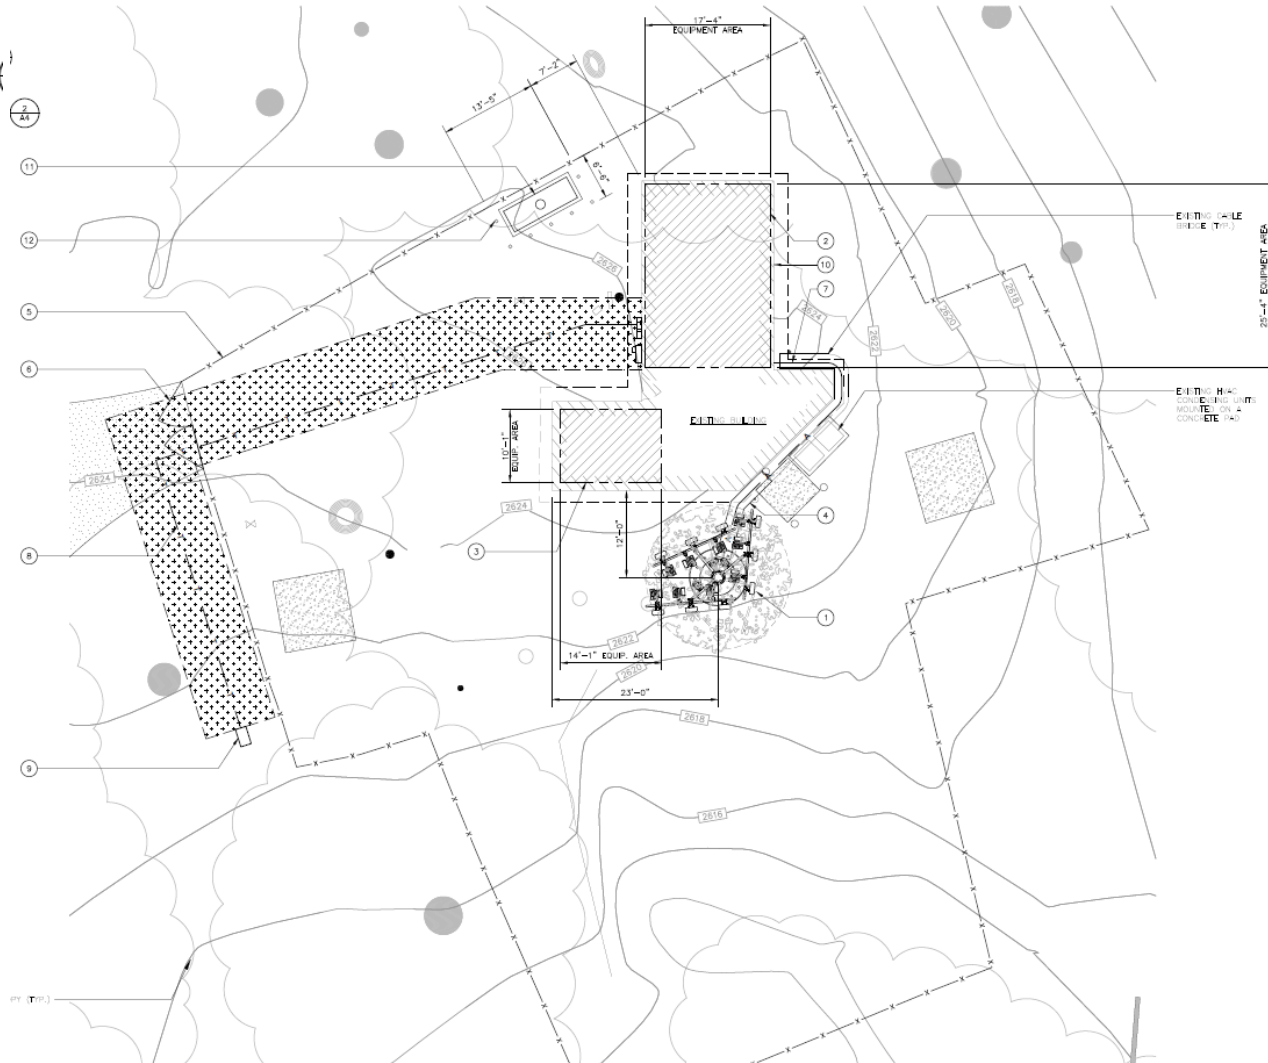 17'-4"
EQUIPMENT AREA
7'-2"
13'-5"
2
A4
11
6'-6"
EXISTING CABLE
BRIDGE (TYP.)
12
2
2626
10
25'-4" EQUIPMENT AREA
7
2618
5
2624
2620
2622
6
EXISTING HVAC
CONDENSING UNITS
MOUNTED ON A
CONCRETE PAD
EXISTING BUILDING
10'-1"
EQUIP. AREA
2624
2624
4
12'-0"
8
3
1
2622
14'-1" EQUIP. AREA
2620
23'-0"
2618
9
2616
(TYP.)